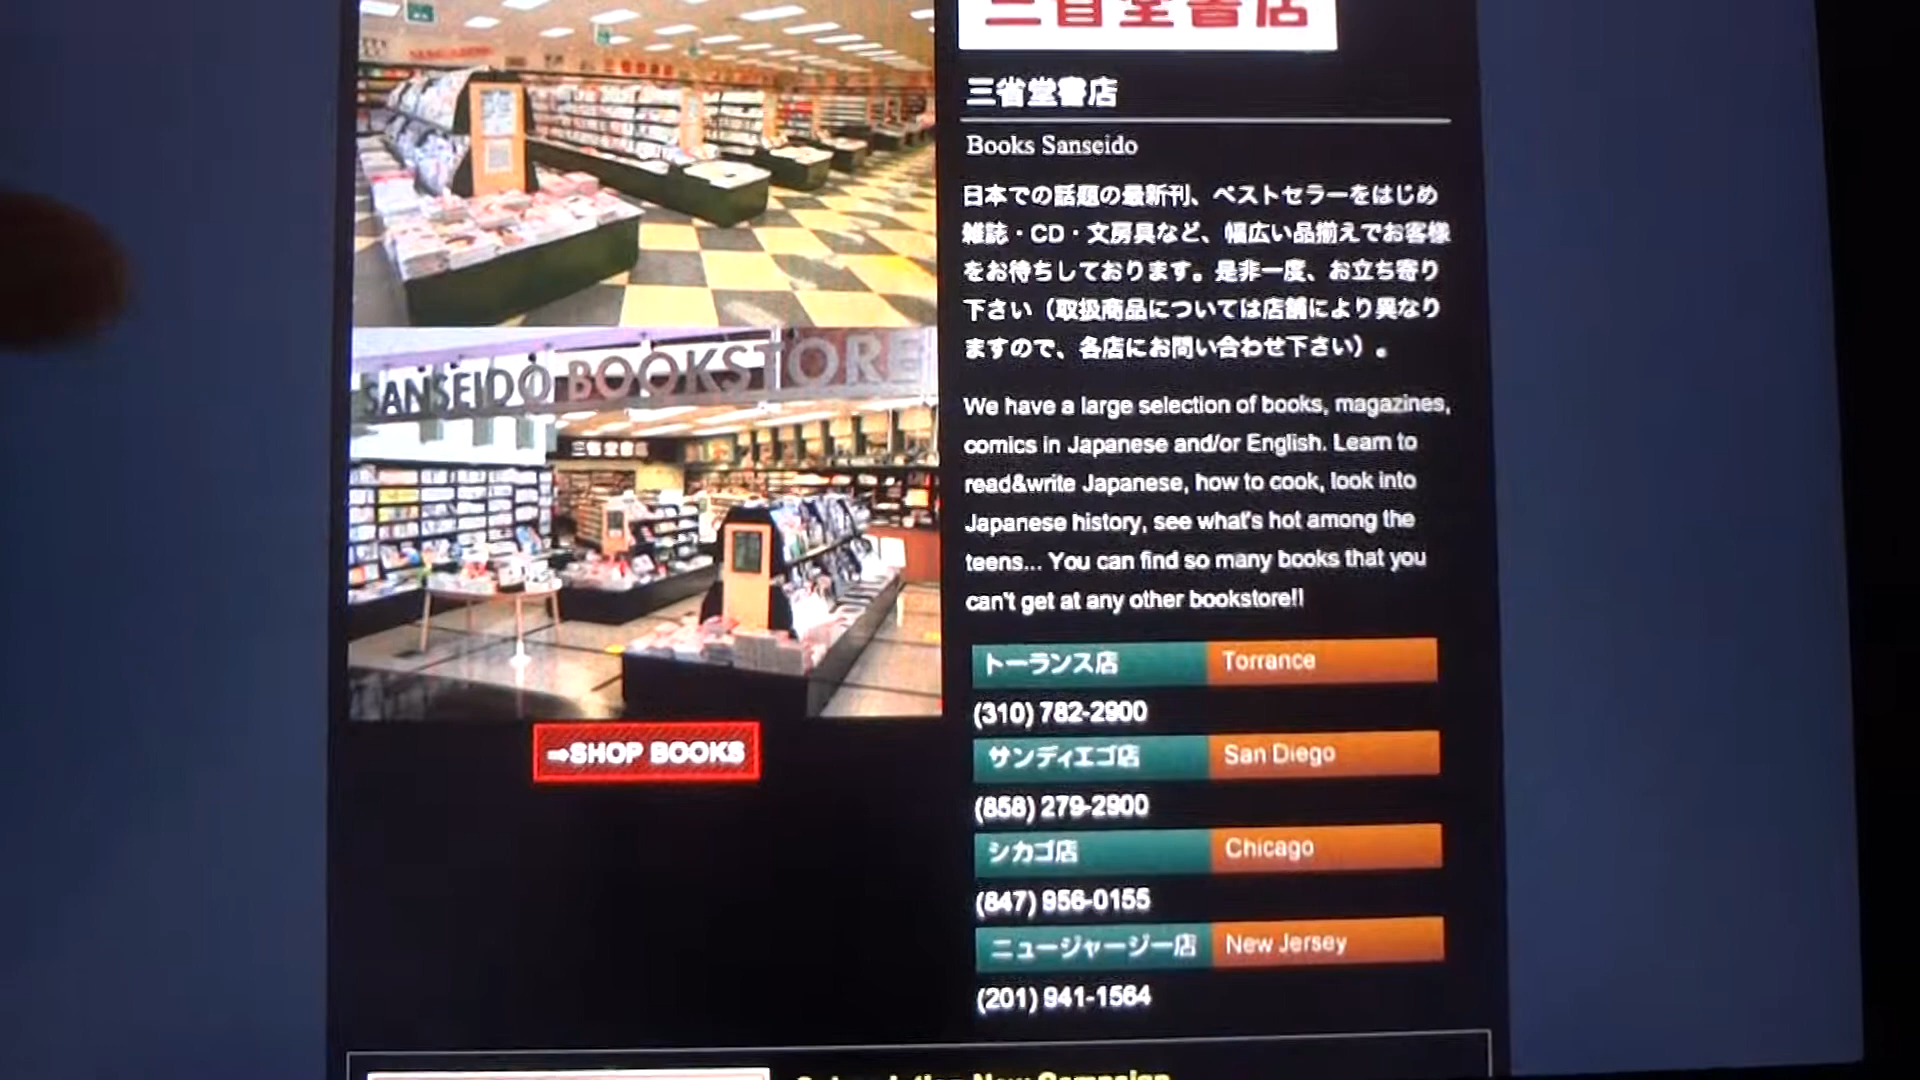 三省堂書店
三省堂書店
Books Sanseido
日本での話題の最新刊、ベストセラーをはじめ
雑誌・CD・文房具など、幅広い品揃えでお客様
をお待ちしております。是非一度、お立ち寄り
下さい（取扱商品については店舗により異なり
ますので、各店にお問い合わせ下さい）。
We have a large selection of books, magazines,
comics in Japanese and/or English. Learn to
read&write Japanese, how to cook, look into
Japanese history, see what's hot among the
teens... You can find so many books that you
can't get at any other bookstore!!
トーランス店 Torrance
(310) 782-2900
サンディエゴ店 San Diego
(858) 279-2900
シカゴ店 Chicago
(847) 956-0155
ニュージャージー店 New Jersey
(201) 941-1564
SANSEIDO BOOKSTORE
三省堂書店
⇒SHOP BOOKS
New Campaign